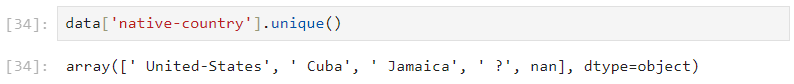 [34]: data['native-country'].unique()
[34]: array([' United-States', ' Cuba', ' Jamaica', ' ?', nan], dtype=object)